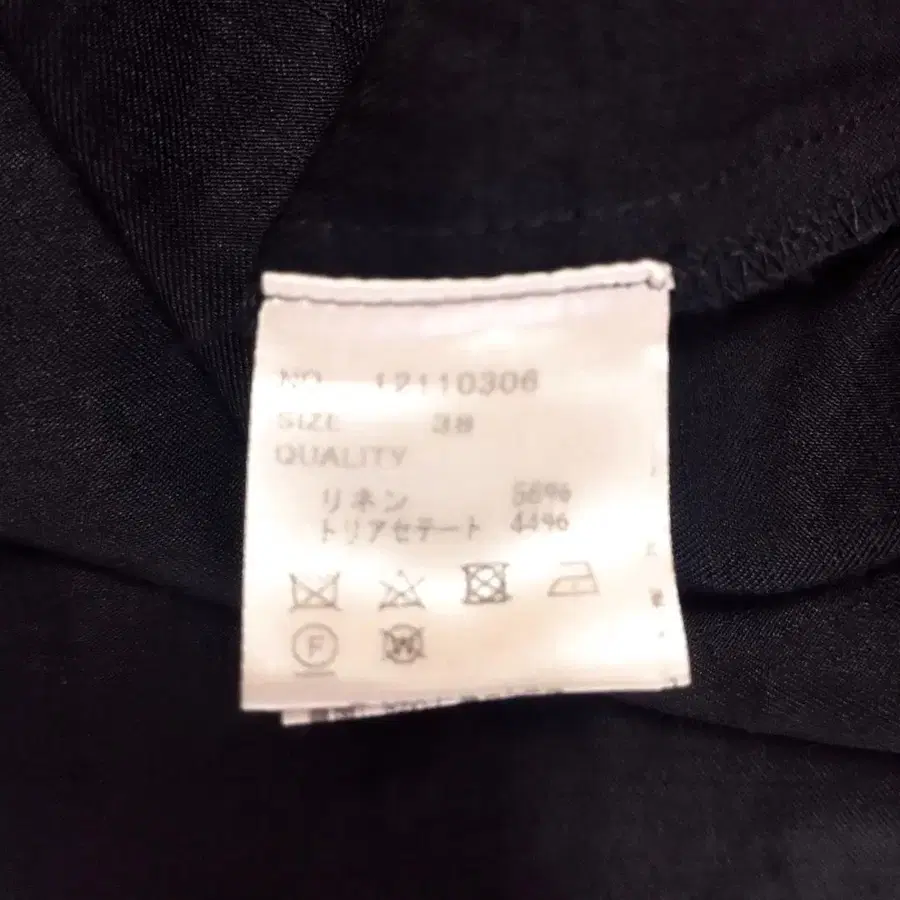 NO 12110306
SIZE 38
QUALITY
リネン 56%
トリアセテート 44%
F
W